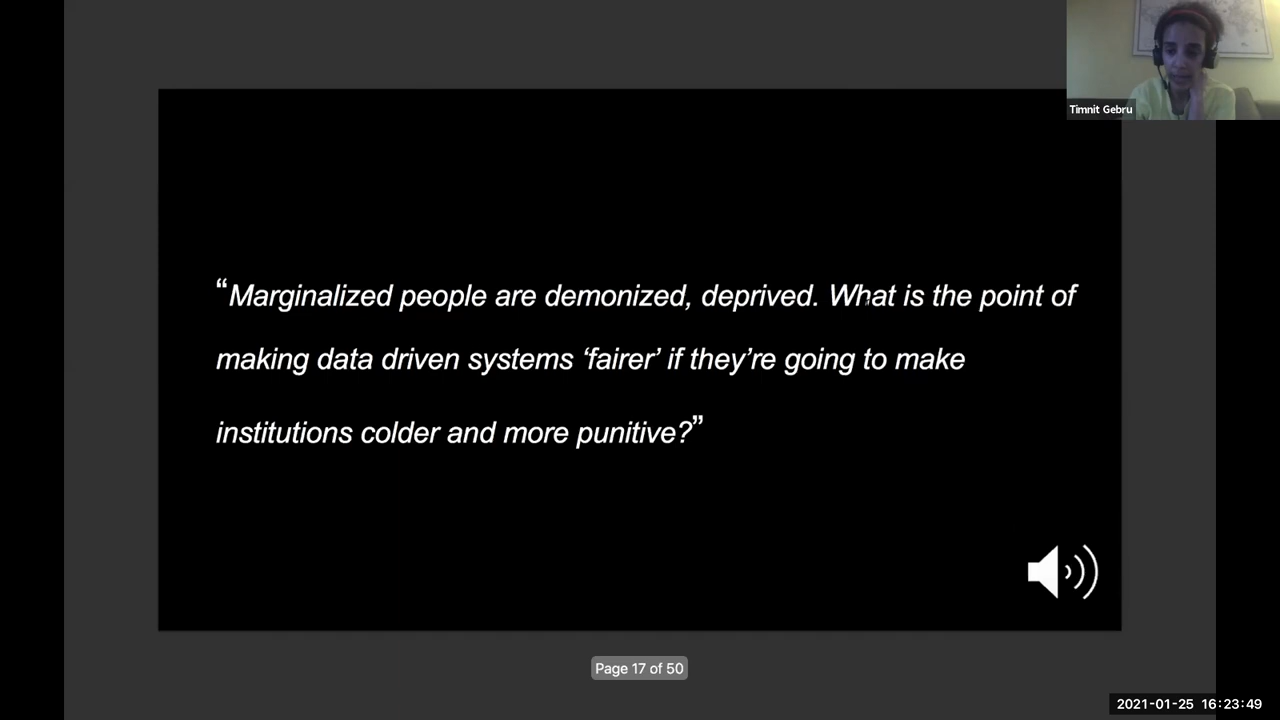 Timnit Gebru
“Marginalized people are demonized, deprived. What is the point of
making data driven systems ‘fairer’ if they’re going to make
institutions colder and more punitive?”
Page 17 of 50
2021-01-25 16:23:49